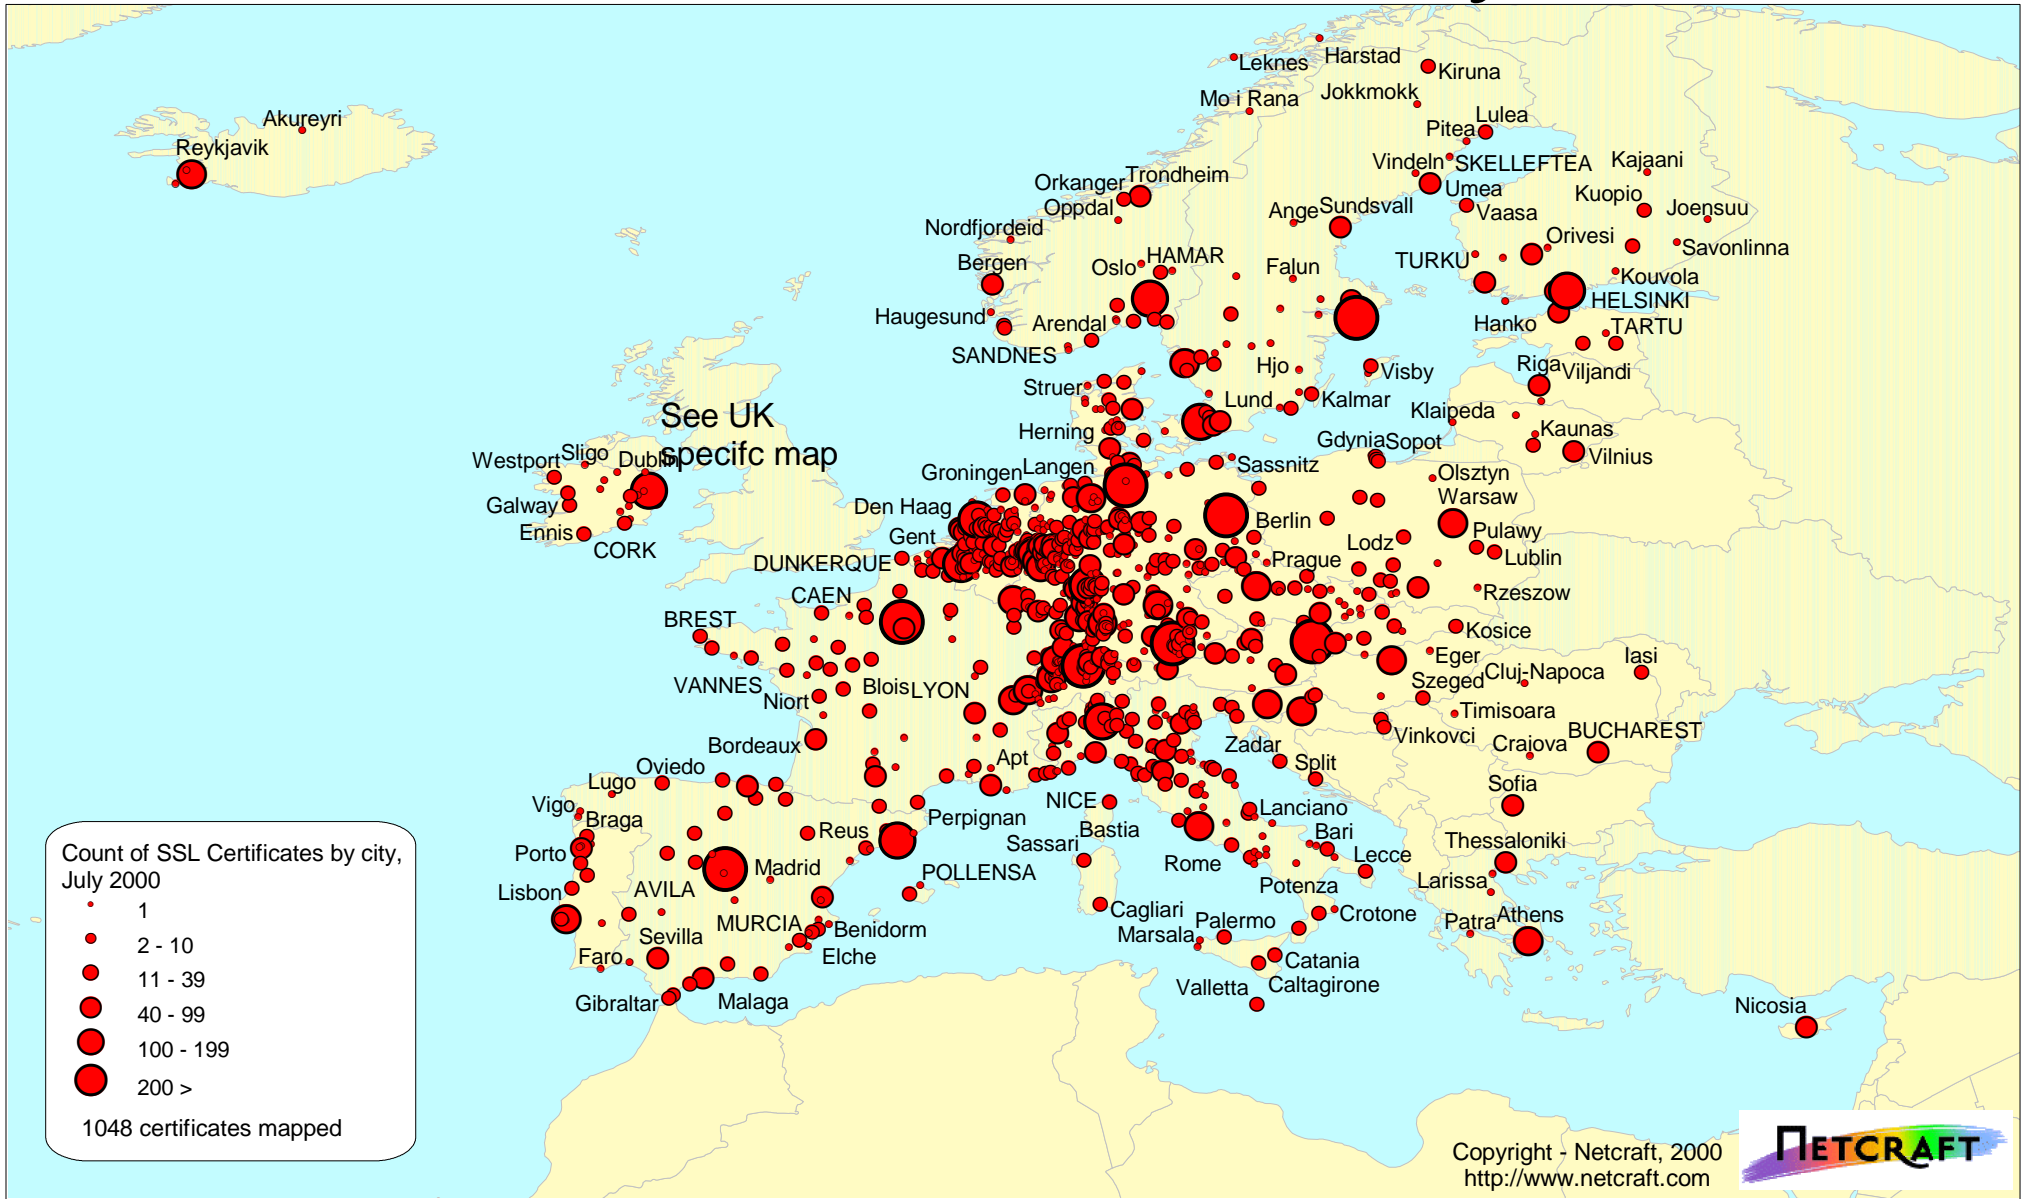 Leknes
Harstad
Kiruna
Mo i Rana
Jokkmokk
Akureyri
Lulea
Pitea
Reykjavik
Vindeln
SKELLEFTEA
Kajaani
Orkanger
Trondheim
Umea
Kuopio
Oppdal
Ange
Sundsvall
Vaasa
Joensuu
Nordfjordeid
Orivesi
Savonlinna
Bergen
Oslo
HAMAR
Falun
TURKU
Kouvola
HELSINKI
Haugesund
Arendal
Hanko
TARTU
SANDNES
Hjo
Visby
Riga
Viljandi
Struer
Lund
Kalmar
Klaipeda
See UK
specifc map
Herning
Gdynia
Sopot
Kaunas
Vilnius
Westport
Sligo
Dublin
Groningen
Langen
Sassnitz
Olsztyn
Warsaw
Galway
Den Haag
Berlin
Ennis
CORK
Gent
Lodz
Pulawy
Lublin
DUNKERQUE
Prague
CAEN
Rzeszow
BREST
Kosice
Eger
Iasi
VANNES
Blois
LYON
Szeged
Cluj-Napoca
Niort
Timisoara
Bordeaux
Zadar
Vinkovci
Craiova
BUCHAREST
Oviedo
Apt
Split
Sofia
Lugo
Vigo
NICE
Lanciano
Braga
Reus
Perpignan
Bastia
Bari
Thessaloniki
Porto
Madrid
Sassari
Rome
Lecce
Lisbon
AVILA
POLLENSA
Potenza
Larissa
MURCIA
Benidorm
Cagliari
Palermo
Crotone
Patra
Athens
Sevilla
Elche
Marsala
Faro
Catania
Gibraltar
Malaga
Valletta
Caltagirone
Nicosia
Count of SSL Certificates by city,
July 2000
1
2 - 10
11 - 39
40 - 99
100 - 199
200 >
1048 certificates mapped
Copyright - Netcraft, 2000
http://www.netcraft.com
NETCRAFT